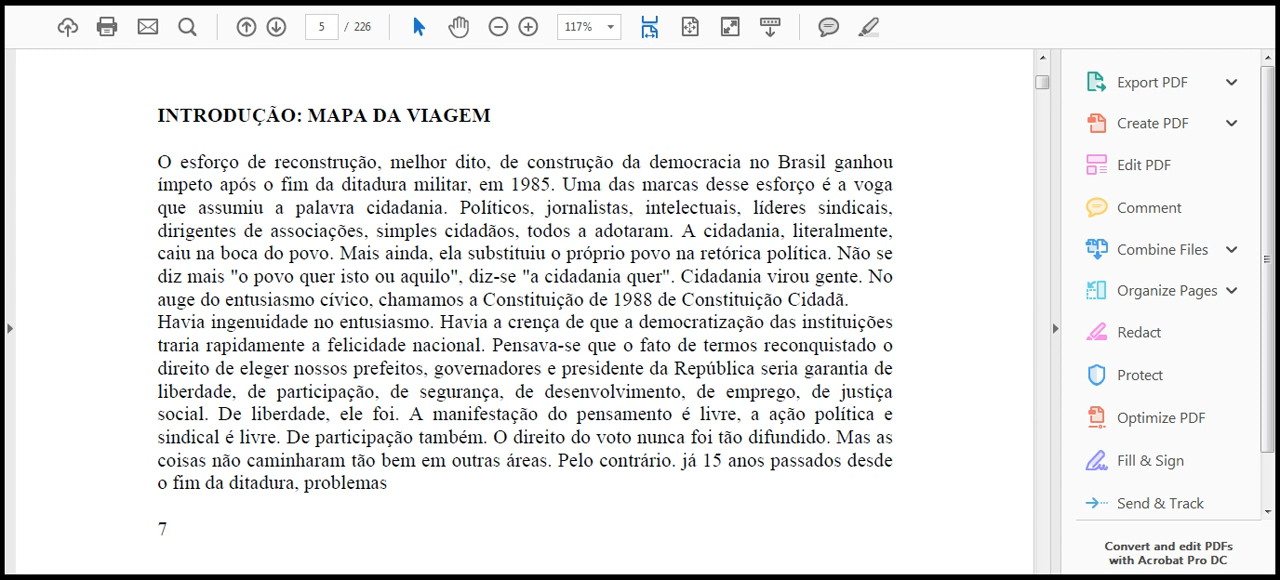 5 / 226
117%
INTRODUÇÃO: MAPA DA VIAGEM
O esforço de reconstrução, melhor dito, de construção da democracia no Brasil ganhou
ímpeto após o fim da ditadura militar, em 1985. Uma das marcas desse esforço é a voga
que assumiu a palavra cidadania. Políticos, jornalistas, intelectuais, líderes sindicais,
dirigentes de associações, simples cidadãos, todos a adotaram. A cidadania, literalmente,
caiu na boca do povo. Mais ainda, ela substituiu o próprio povo na retórica política. Não se
diz mais "o povo quer isto ou aquilo", diz-se "a cidadania quer". Cidadania virou gente. No
auge do entusiasmo cívico, chamamos a Constituição de 1988 de Constituição Cidadã.
Havia ingenuidade no entusiasmo. Havia a crença de que a democratização das instituições
traria rapidamente a felicidade nacional. Pensava-se que o fato de termos reconquistado o
direito de eleger nossos prefeitos, governadores e presidente da República seria garantia de
liberdade, de participação, de segurança, de desenvolvimento, de emprego, de justiça
social. De liberdade, ele foi. A manifestação do pensamento é livre, a ação política e
sindical é livre. De participação também. O direito do voto nunca foi tão difundido. Mas as
coisas não caminharam tão bem em outras áreas. Pelo contrário. já 15 anos passados desde
o fim da ditadura, problemas
7
Export PDF
Create PDF
Edit PDF
Comment
Combine Files
Organize Pages
Redact
Protect
Optimize PDF
Fill & Sign
Send & Track
Convert and edit PDFs
with Acrobat Pro DC